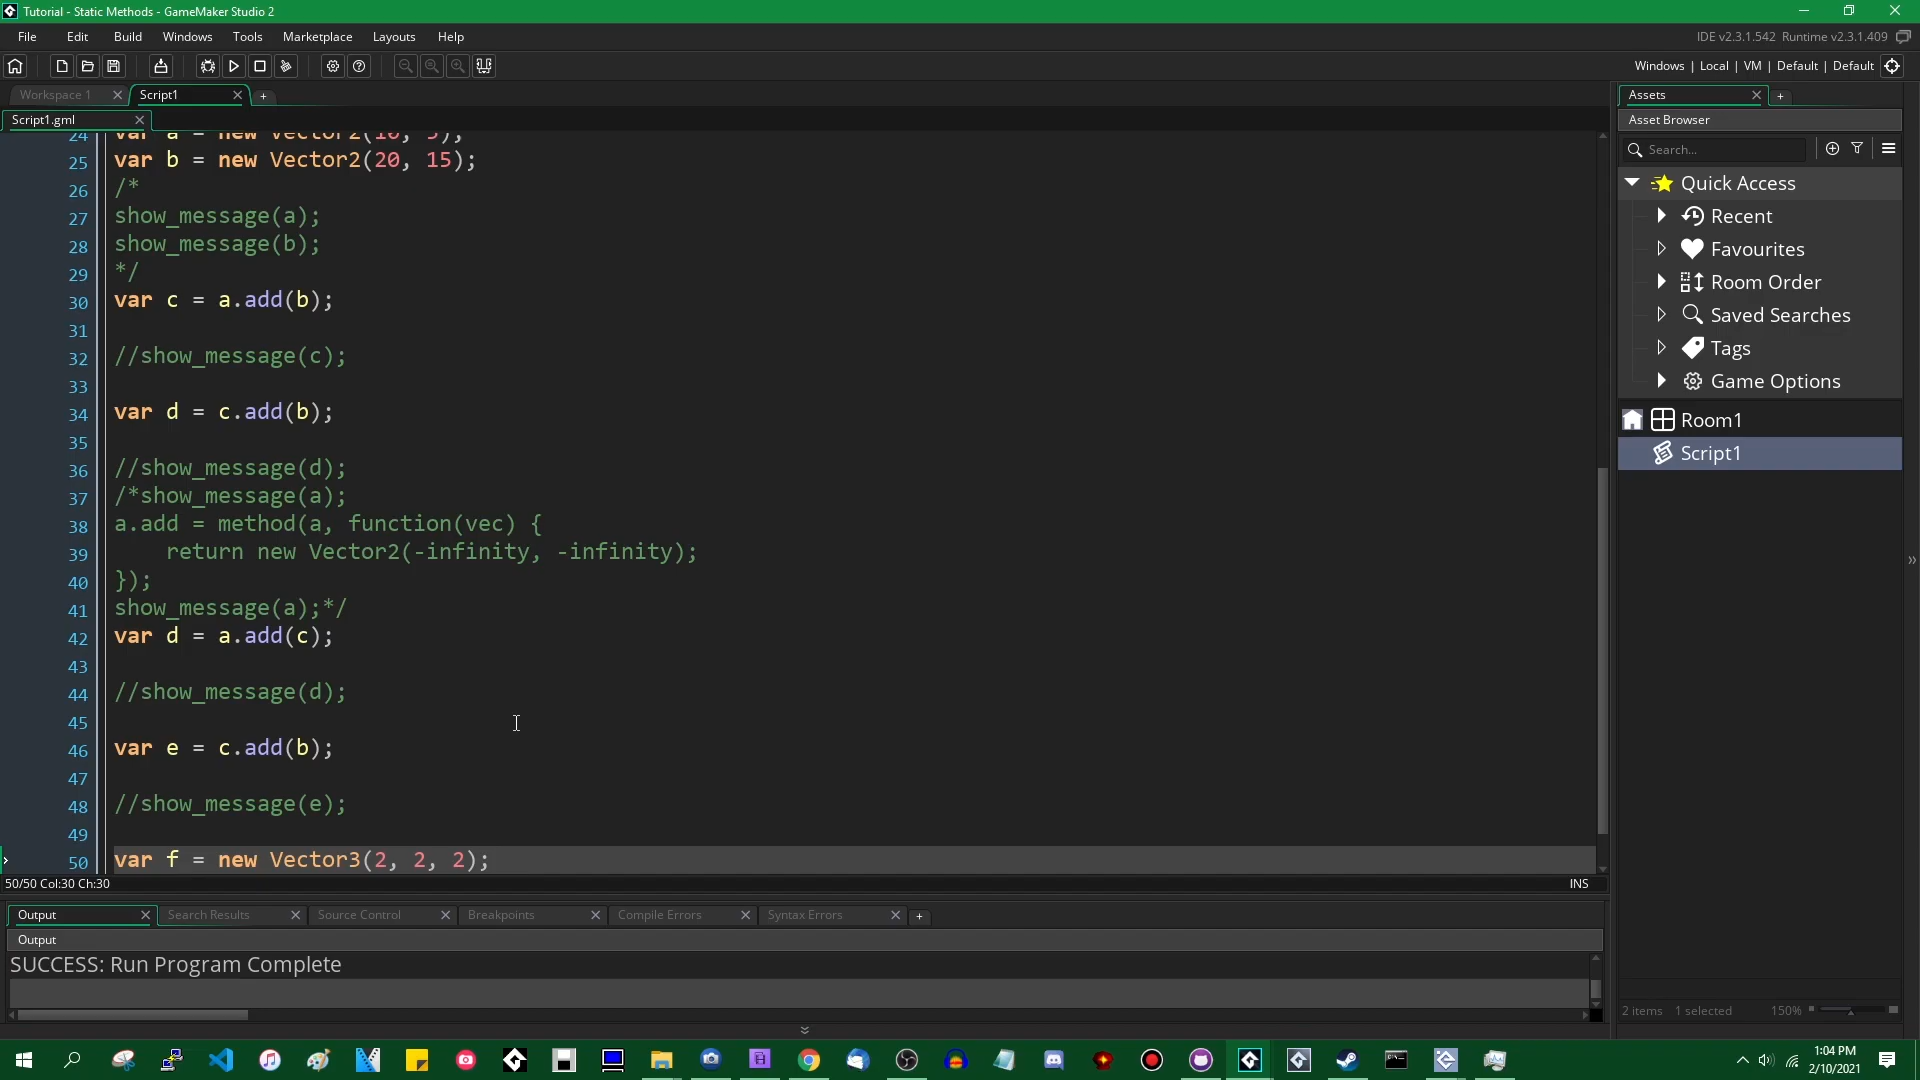 Tutorial - Static Methods - GameMaker Studio 2
File Edit Build Windows Tools Marketplace Layouts Help
IDE v2.3.1.542 Runtime v2.3.1.409
Windows | Local | VM | Default | Default
Workspace 1
Script1
Script1.gml
24 var a = new Vector2(10, 5);
25 var b = new Vector2(20, 15);
26 /*
27 show_message(a);
28 show_message(b);
29 */
30 var c = a.add(b);
31
32 //show_message(c);
33
34 var d = c.add(b);
35
36 //show_message(d);
37 /*show_message(a);
38 a.add = method(a, function(vec) {
39 return new Vector2(-infinity, -infinity);
40 });
41 show_message(a);*/
42 var d = a.add(c);
43
44 //show_message(d);
45
46 var e = c.add(b);
47
48 //show_message(e);
49
50 var f = new Vector3(2, 2, 2);
50/50 Col:30 Ch:30
INS
Output Search Results Source Control Breakpoints Compile Errors Syntax Errors
Output
SUCCESS: Run Program Complete
Assets
Asset Browser
Search...
Quick Access
Recent
Favourites
Room Order
Saved Searches
Tags
Game Options
Room1
Script1
2 items 1 selected 150%
1:04 PM
2/10/2021